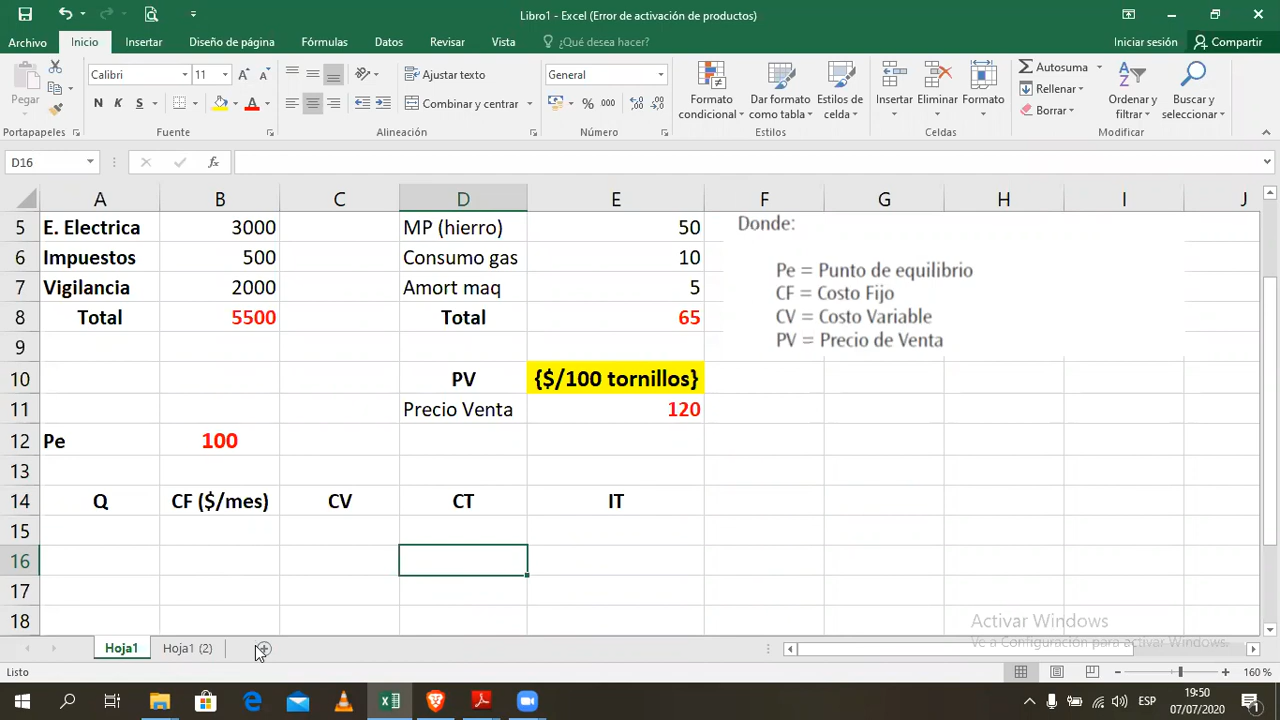 Libro1 - Excel (Error de activación de productos)
Archivo Inicio Insertar Diseño de página Fórmulas Datos Revisar Vista ¿Qué desea hacer? Iniciar sesión Compartir
Pegar
Calibri 11
N K S
Ajustar texto
Combinar y centrar
General
% 000
Formato condicional
Dar formato como tabla
Estilos de celda
Insertar Eliminar Formato
Autosuma
Rellenar
Borrar
Ordenar y filtrar
Buscar y seleccionar
Portapapeles Fuente Alineación Número Estilos Celdas Modificar
D16 fx
A B C D E F G H I J
5 E. Electrica 3000 MP (hierro) 50
6 Impuestos 500 Consumo gas 10
7 Vigilancia 2000 Amort maq 5
8 Total 5500 Total 65
9
10 PV {$/100 tornillos}
11 Precio Venta 120
12 Pe 100
13
14 Q CF ($/mes) CV CT IT
15
16
17
18
Donde:
Pe = Punto de equilibrio
CF = Costo Fijo
CV = Costo Variable
PV = Precio de Venta
Activar Windows
Ve a Configuración para activar Windows.
Hoja1 Hoja1 (2)
Listo 160 %
ESP 19:50
07/07/2020